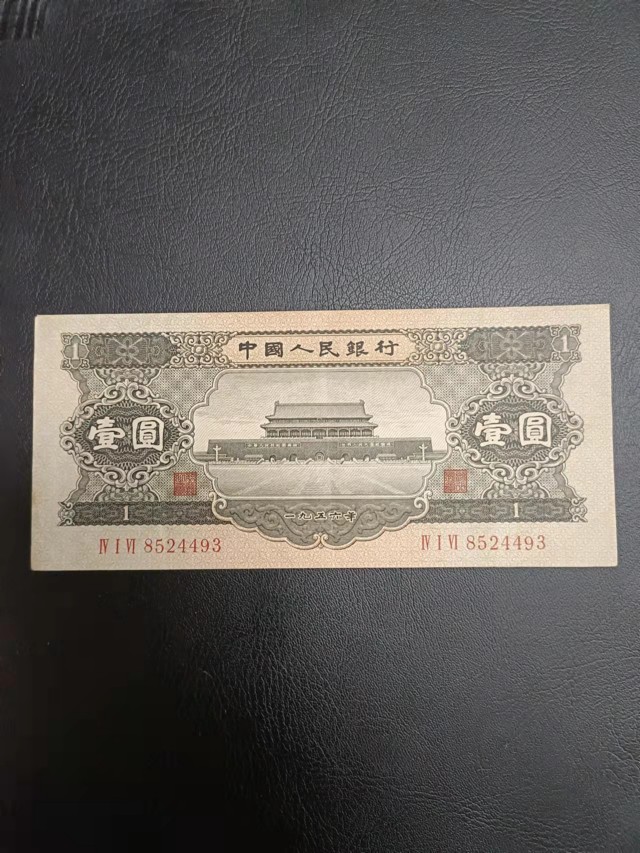 中國人民銀行
1 1
壹圓 壹圓
1 一九五六年 1
Ⅳ Ⅰ Ⅵ 8524493 Ⅳ Ⅰ Ⅵ 8524493